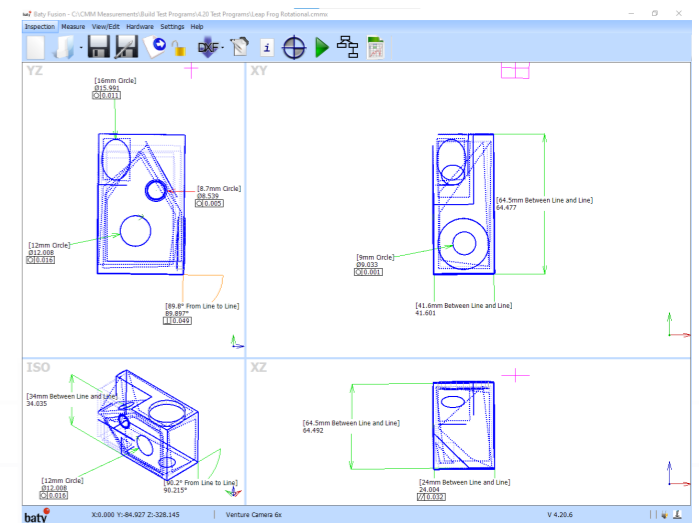 baty Baty Fusion - C:\CMM Measurements\Build Test Programs\4.20 Test Programs\Leap Frog Rotational.cmmx
Inspection Measure View/Edit Hardware Settings Help
DXF
i
YZ
[16mm Circle]
Ø15.991
0.011
[8.7mm Circle]
Ø8.539
0.005
[12mm Circle]
Ø12.008
0.016
[89.8° From Line to Line]
89.897°
0.049
XY
[64.5mm Between Line and Line]
64.477
[9mm Circle]
Ø9.033
0.001
[41.6mm Between Line and Line]
41.601
ISO
[34mm Between Line and Line]
34.035
[12mm Circle]
Ø12.008
0.016
[90.2° From Line to Line]
90.215°
XZ
[64.5mm Between Line and Line]
64.492
[24mm Between Line and Line]
24.004
0.032
baty X:0.000 Y:-84.927 Z:-328.145 Venture Camera 6x V 4.20.6